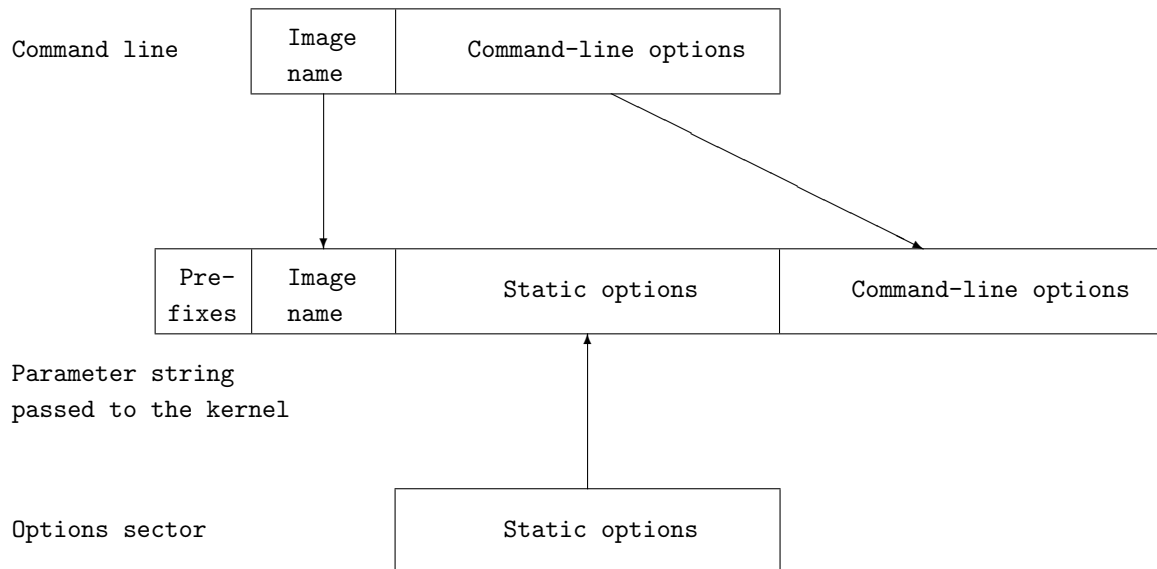 Command line
Image
name
Command-line options
Pre-
fixes
Image
name
Static options
Command-line options
Parameter string
passed to the kernel
Options sector
Static options